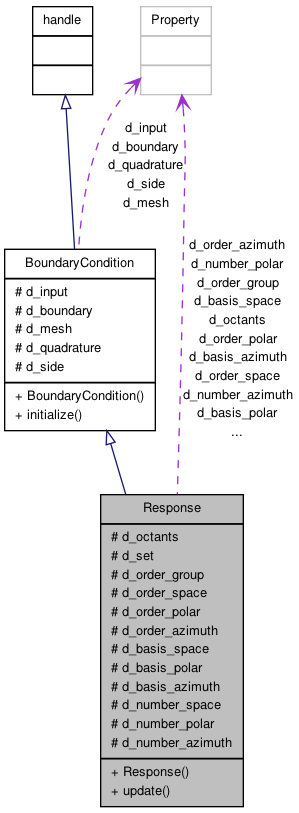 handle
Property
d_input
d_boundary
d_quadrature
d_side
d_mesh
BoundaryCondition
# d_input
# d_boundary
# d_mesh
# d_quadrature
# d_side
+ BoundaryCondition()
+ initialize()
d_order_azimuth
d_number_polar
d_order_group
d_basis_space
d_octants
d_order_polar
d_basis_azimuth
d_order_space
d_number_azimuth
d_basis_polar
...
Response
# d_octants
# d_set
# d_order_group
# d_order_space
# d_order_polar
# d_order_azimuth
# d_basis_space
# d_basis_polar
# d_basis_azimuth
# d_number_space
# d_number_polar
# d_number_azimuth
+ Response()
+ update()